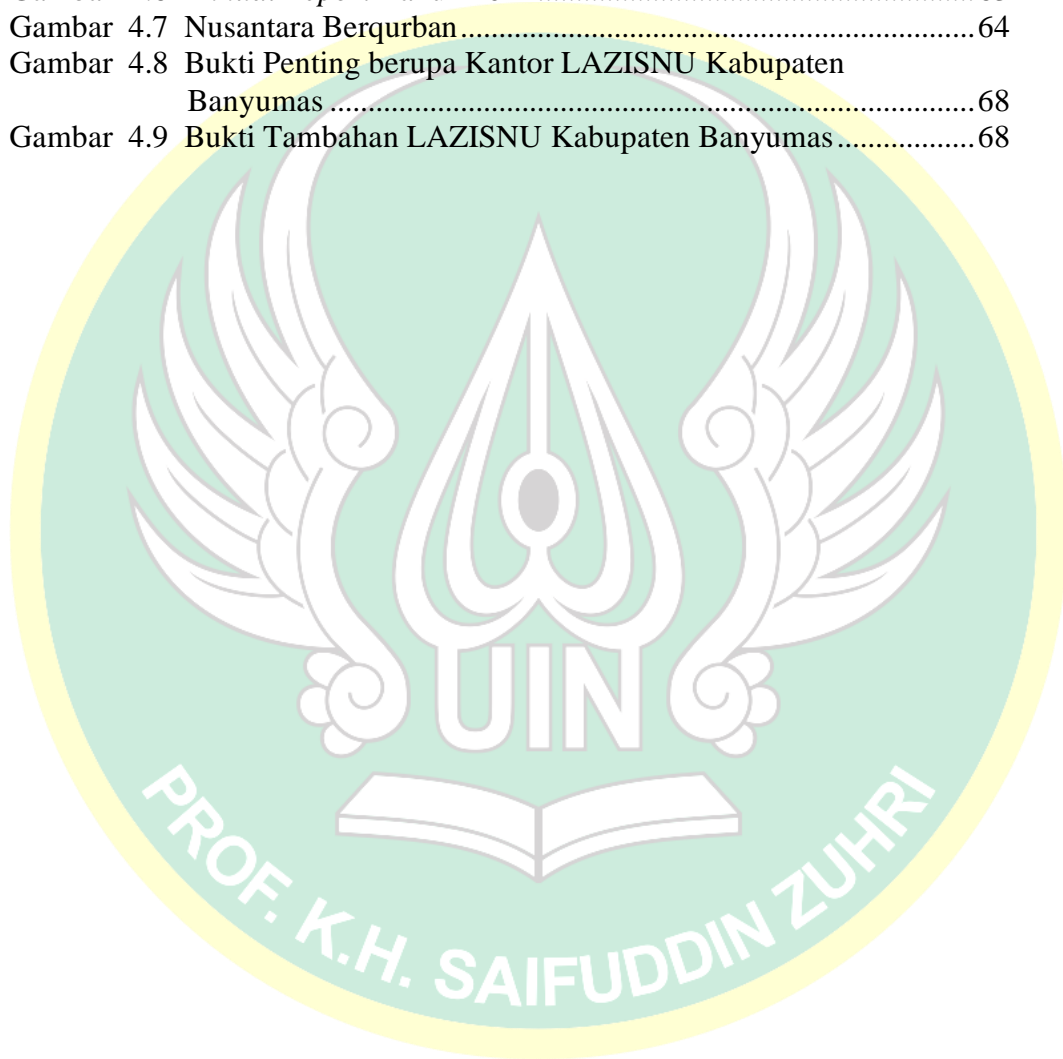 Gambar 4.7 Nusantara Berqurban........................................................................64
Gambar 4.8 Bukti Penting berupa Kantor LAZISNU Kabupaten
Banyumas ..........................................................................................68
Gambar 4.9 Bukti Tambahan LAZISNU Kabupaten Banyumas.................68
UIN
PROF. K.H. SAIFUDDIN ZUHRI